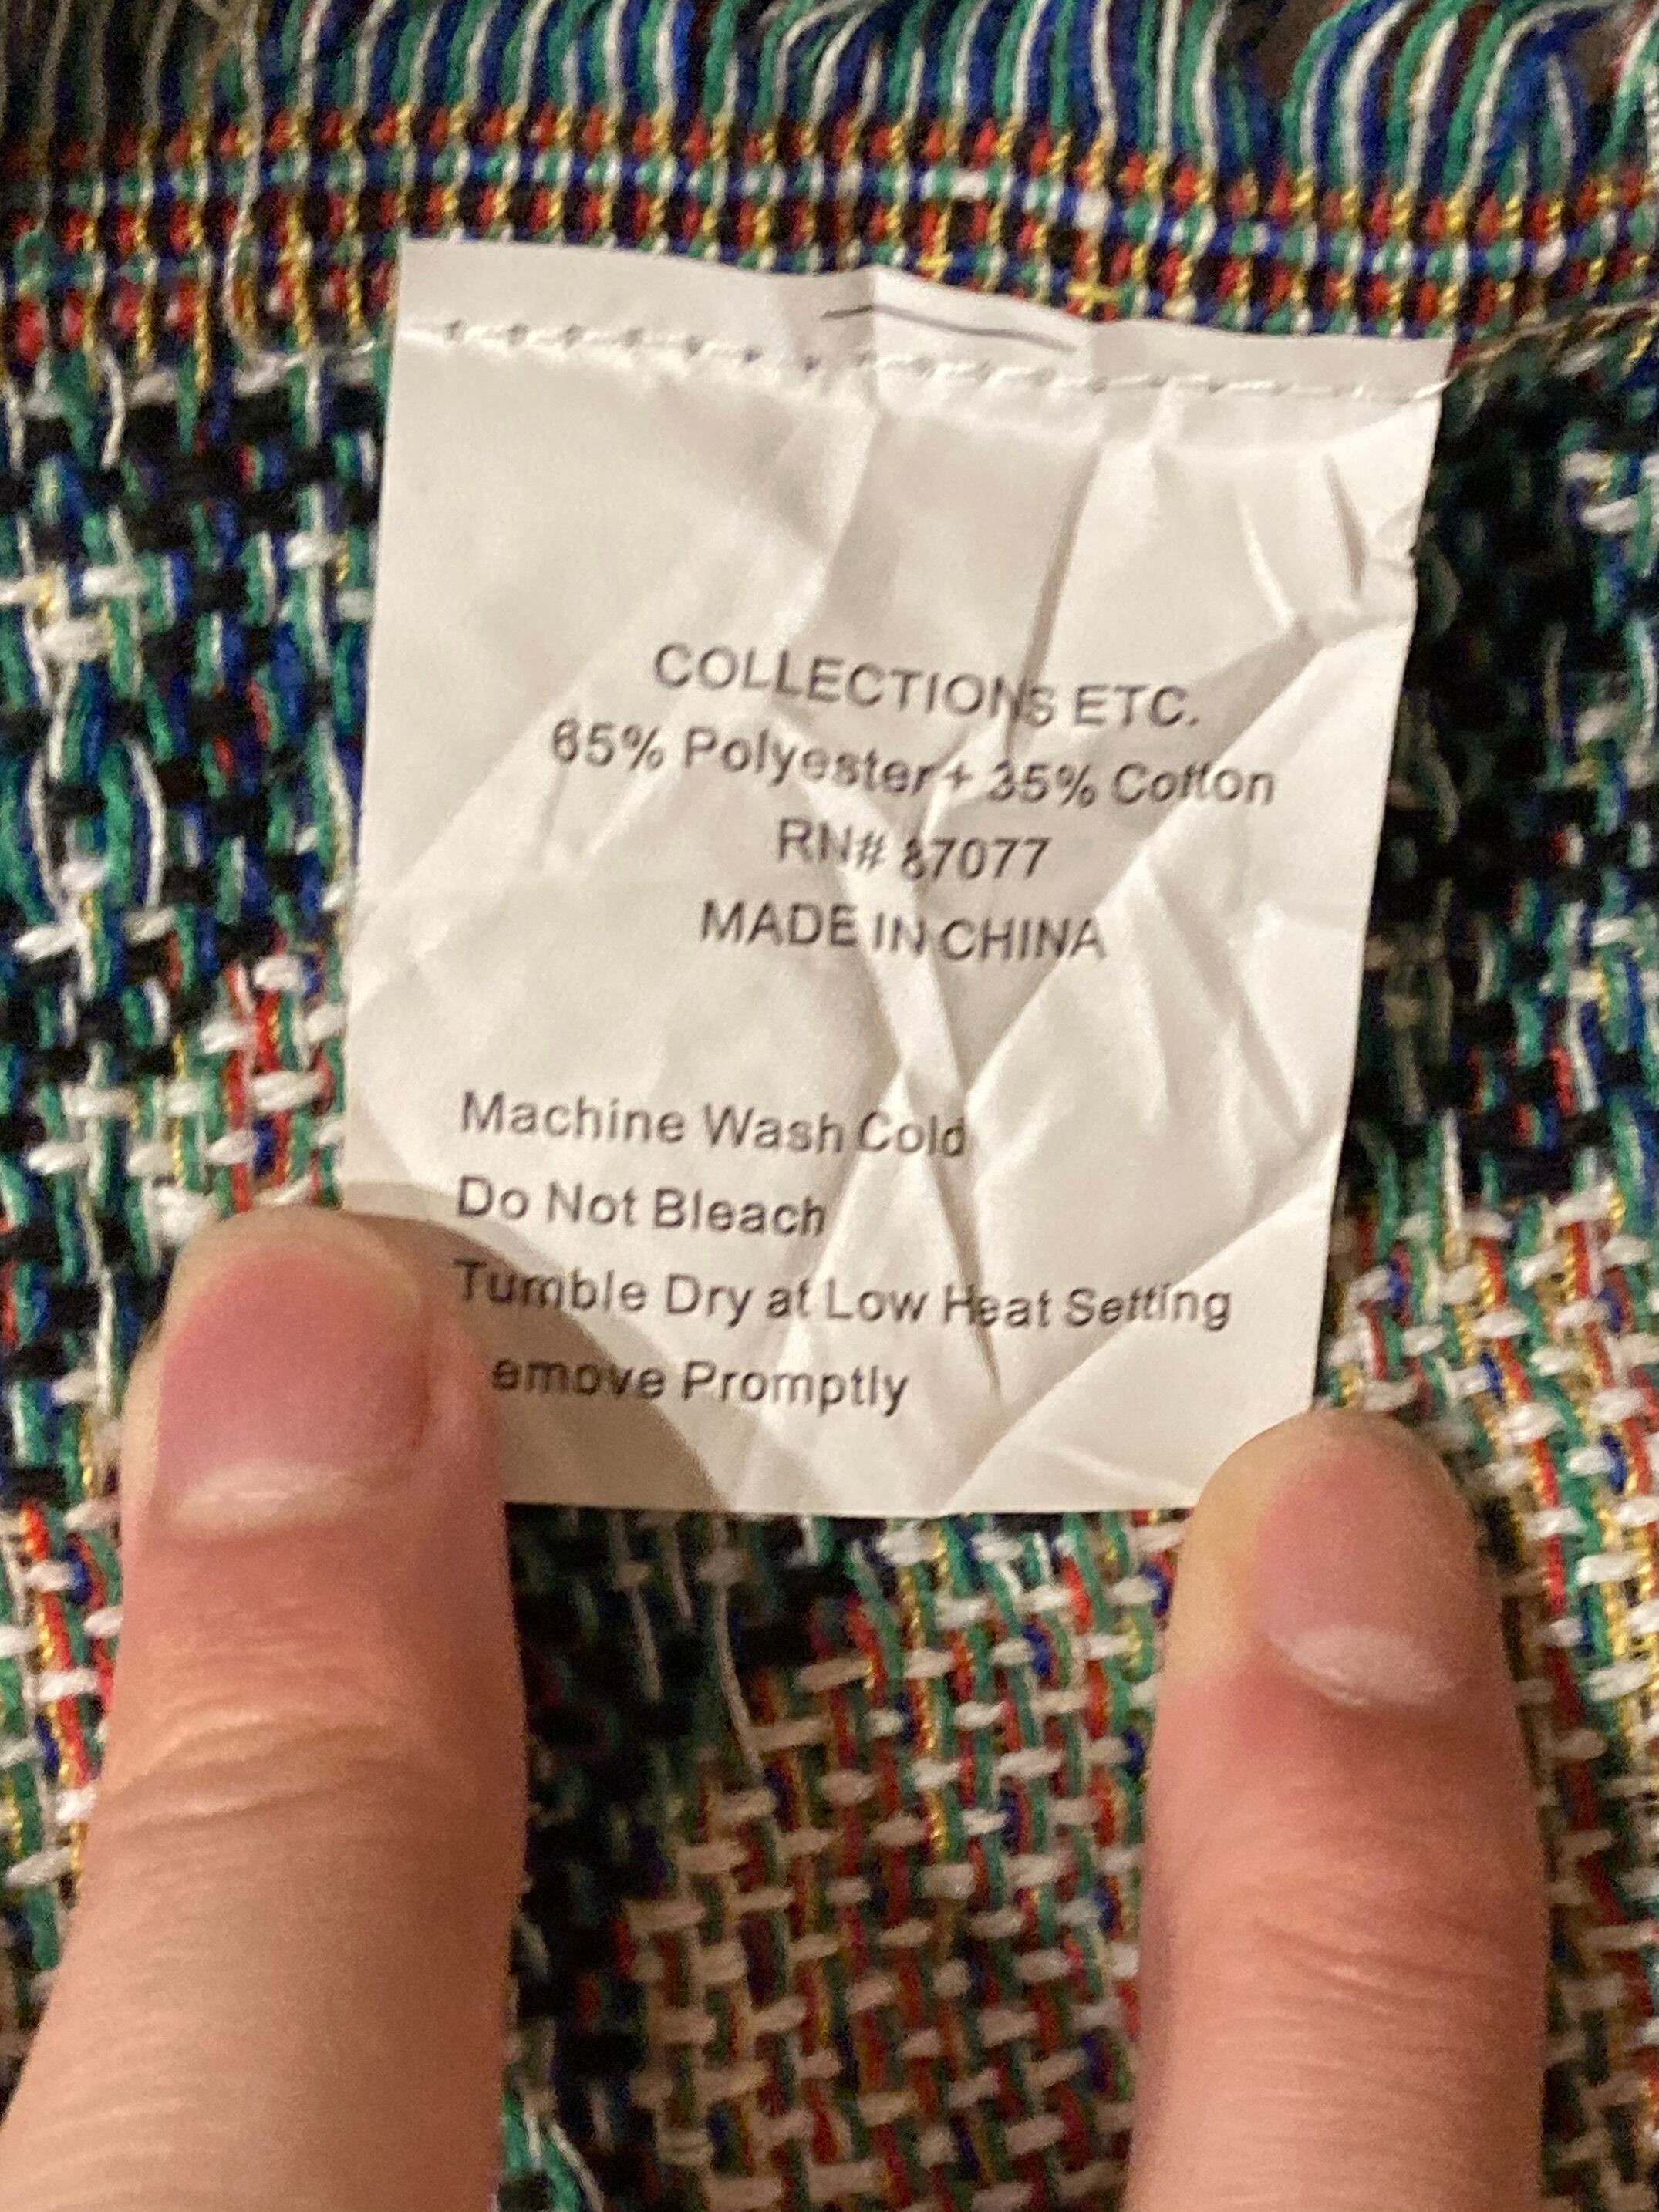 COLLECTIONS ETC.
65% Polyester + 35% Cotton
RN# 87077
MADE IN CHINA
Machine Wash Cold
Do Not Bleach
Tumble Dry at Low Heat Setting
emove Promptly